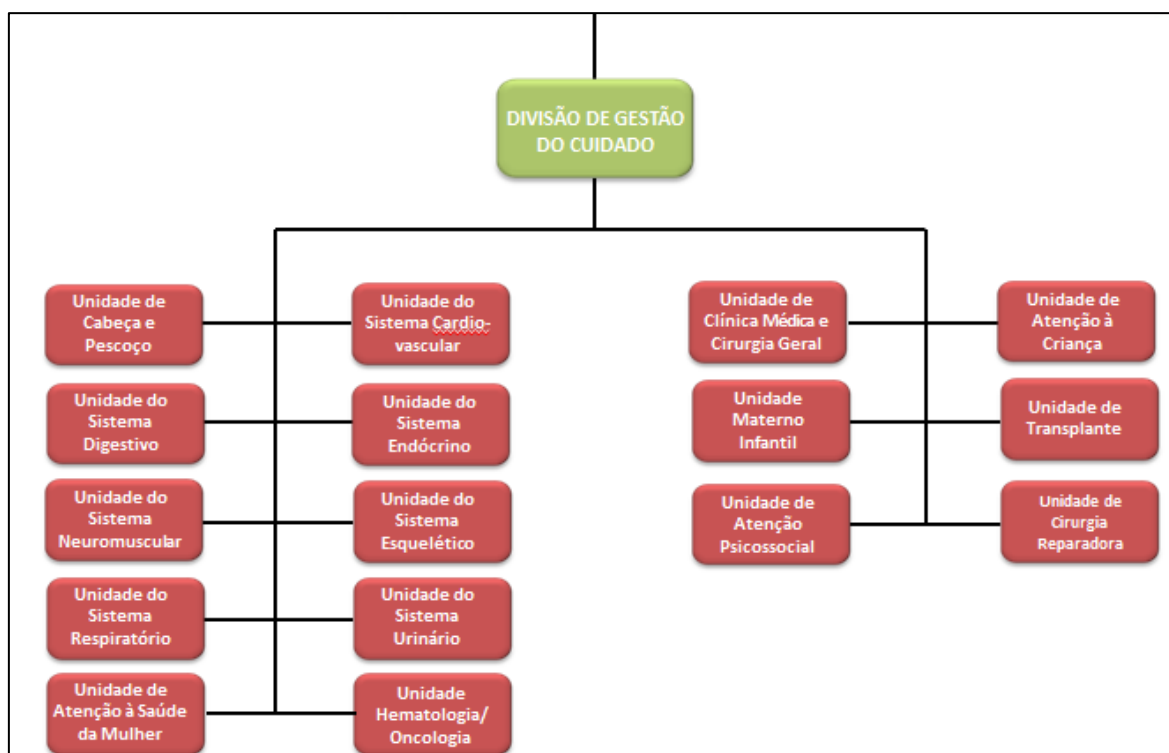 DIVISÃO DE GESTÃO
DO CUIDADO
Unidade de
Cabeça e
Pescoço
Unidade do
Sistema Cardio-
vascular
Unidade de
Clínica Médica e
Cirurgia Geral
Unidade de
Atenção à
Criança
Unidade do
Sistema
Digestivo
Unidade do
Sistema
Endócrino
Unidade
Materno
Infantil
Unidade de
Transplante
Unidade do
Sistema
Neuromuscular
Unidade do
Sistema
Esquelético
Unidade de
Atenção
Psicossocial
Unidade de
Cirurgia
Reparadora
Unidade do
Sistema
Respiratório
Unidade do
Sistema
Urinário
Unidade de
Atenção à Saúde
da Mulher
Unidade
Hematologia/
Oncologia